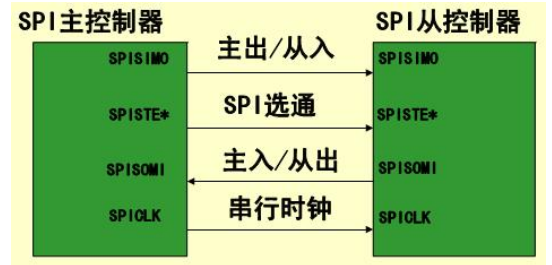 SPI主控制器 SPI从控制器
SPISIMO 主出/从入 SPISIMO
SPISTE* SPI选通 SPISTE*
SPISOMI 主入/从出 SPISOMI
SPICLK 串行时钟 SPICLK